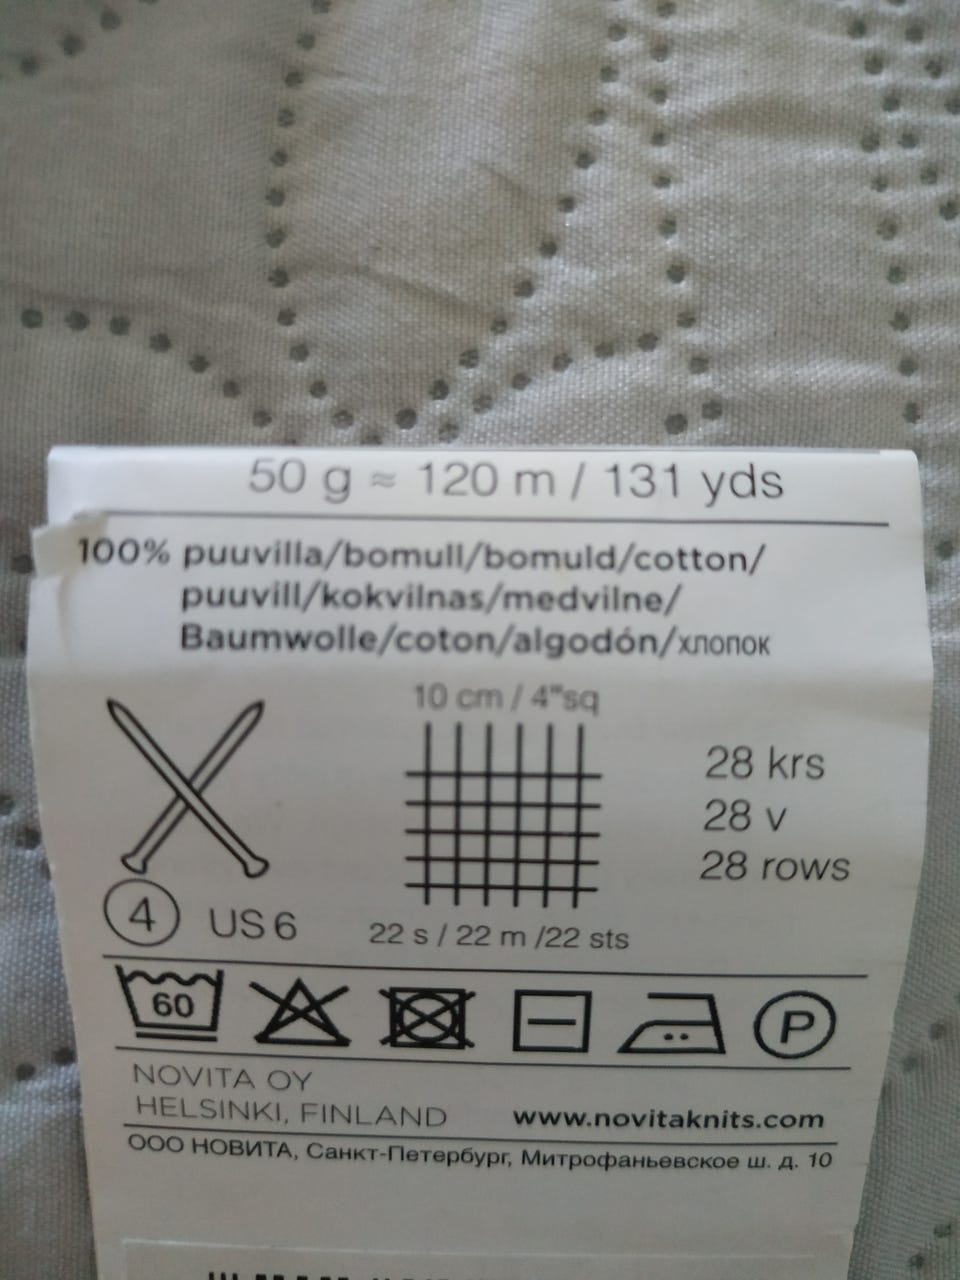 50 g ≈ 120 m / 131 yds
100% puuvilla/bomull/bomuld/cotton/
puuvill/kokvilnas/medvilne/
Baumwolle/coton/algodón/хлопок
10 cm / 4"sq
28 krs
28 v
28 rows
4 US 6
22 s / 22 m /22 sts
60
P
NOVITA OY
HELSINKI, FINLAND
www.novitaknits.com
ООО НОВИТА, Санкт-Петербург, Митрофаньевское ш. д. 10